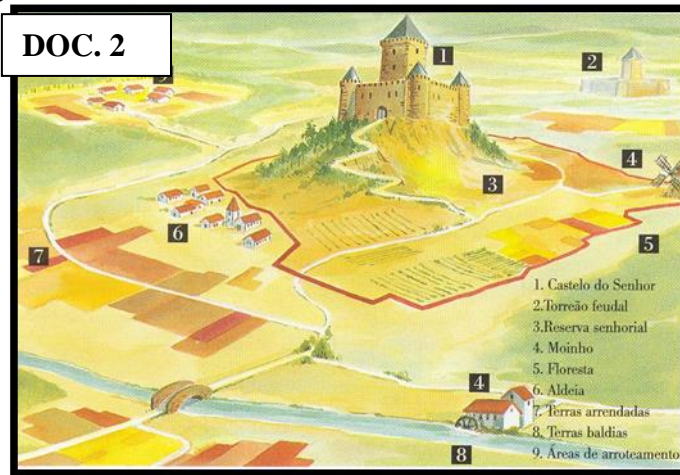 DOC. 2
9
1
2
4
3
6
7
5
4
8
1. Castelo do Senhor
2.Torreão feudal
3.Reserva senhorial
4. Moinho
5. Floresta
6. Aldeia
7. Terras arrendadas
8. Terras baldias
9. Áreas de arroteamento